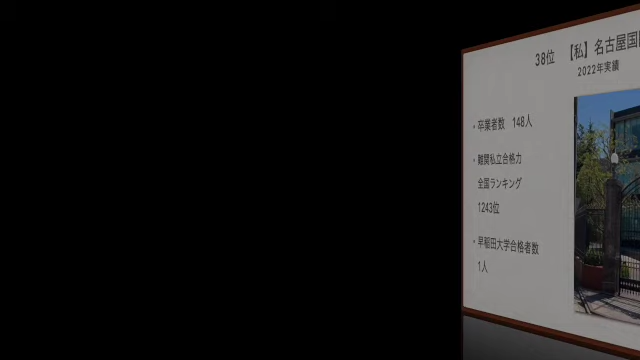 38位 【私】名古屋国
2022年実績
・卒業者数 148人
・難関私立合格力
全国ランキング
1243位
・早稲田大学合格者数
1人